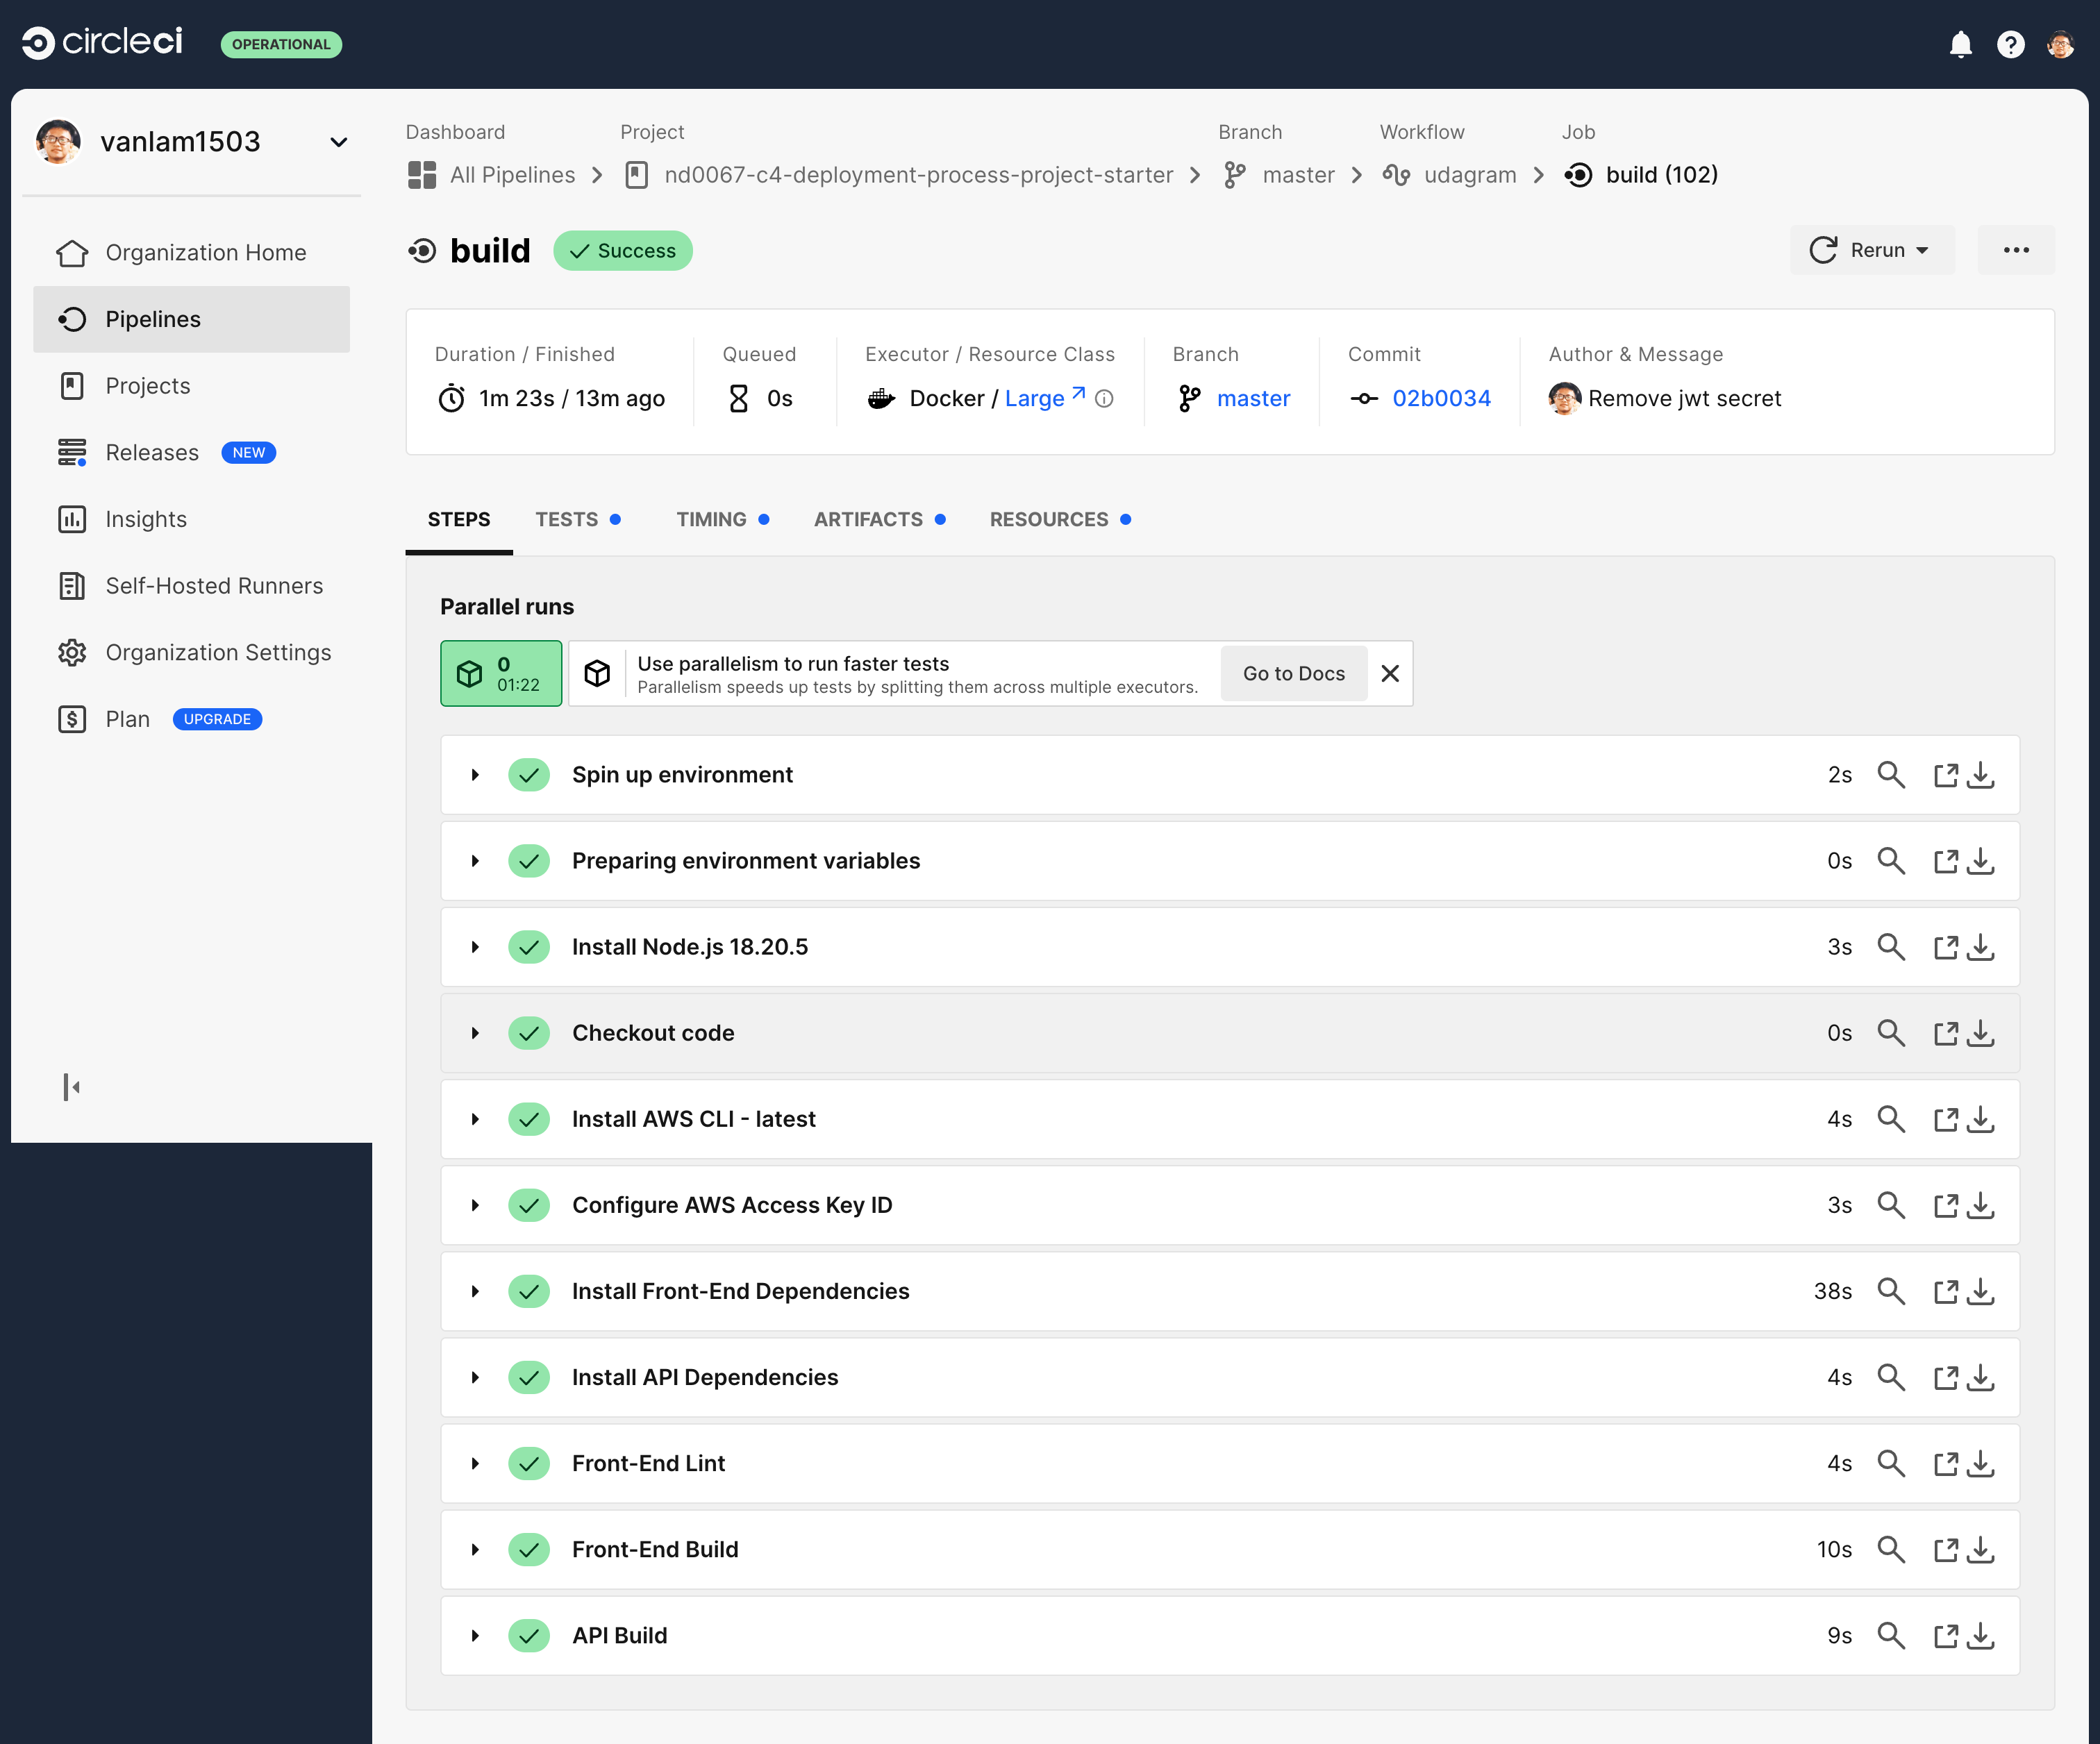 circleci
OPERATIONAL
vanlam1503
Organization Home
Pipelines
Projects
Releases NEW
Insights
Self-Hosted Runners
Organization Settings
Plan UPGRADE
Dashboard Project Branch Workflow Job
All Pipelines nd0067-c4-deployment-process-project-starter master udagram build (102)
build Success
Rerun
Duration / Finished Queued Executor / Resource Class Branch Commit Author & Message
1m 23s / 13m ago 0s Docker / Large master 02b0034 Remove jwt secret
STEPS TESTS TIMING ARTIFACTS RESOURCES
Parallel runs
0
01:22
Use parallelism to run faster tests
Parallelism speeds up tests by splitting them across multiple executors.
Go to Docs
Spin up environment 2s
Preparing environment variables 0s
Install Node.js 18.20.5 3s
Checkout code 0s
Install AWS CLI - latest 4s
Configure AWS Access Key ID 3s
Install Front-End Dependencies 38s
Install API Dependencies 4s
Front-End Lint 4s
Front-End Build 10s
API Build 9s